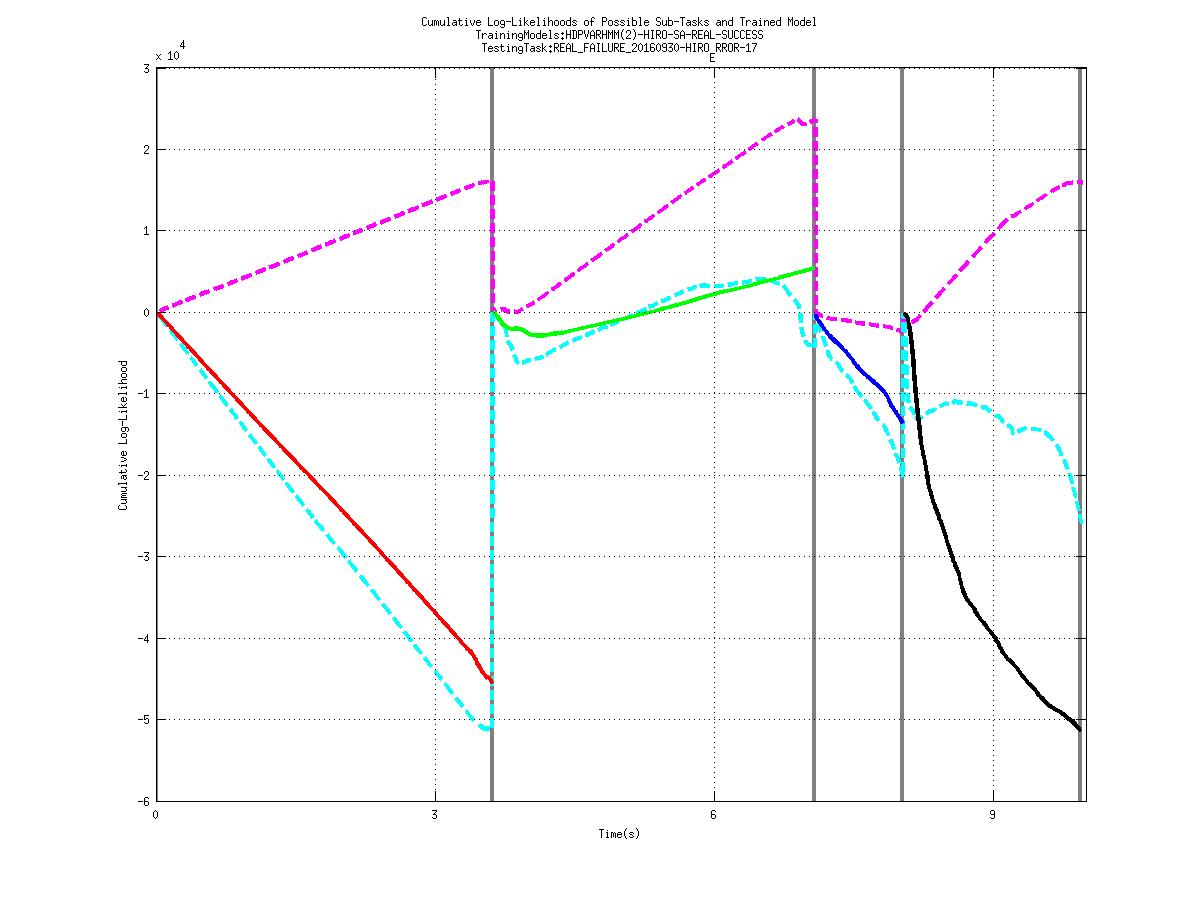 Cumulative Log-Likelihoods of Possible Sub-Tasks and Trained Model
TrainingModels:HDPVARHMM(2)-HIRO-SA-REAL-SUCCESS
TestingTask:REAL_FAILURE_20160930-HIRO_RROR-17
E
x 10^4
3
2
1
0
-1
-2
-3
-4
-5
-6
Cumulative Log-Likelihood
0 3 6 9
Time(s)